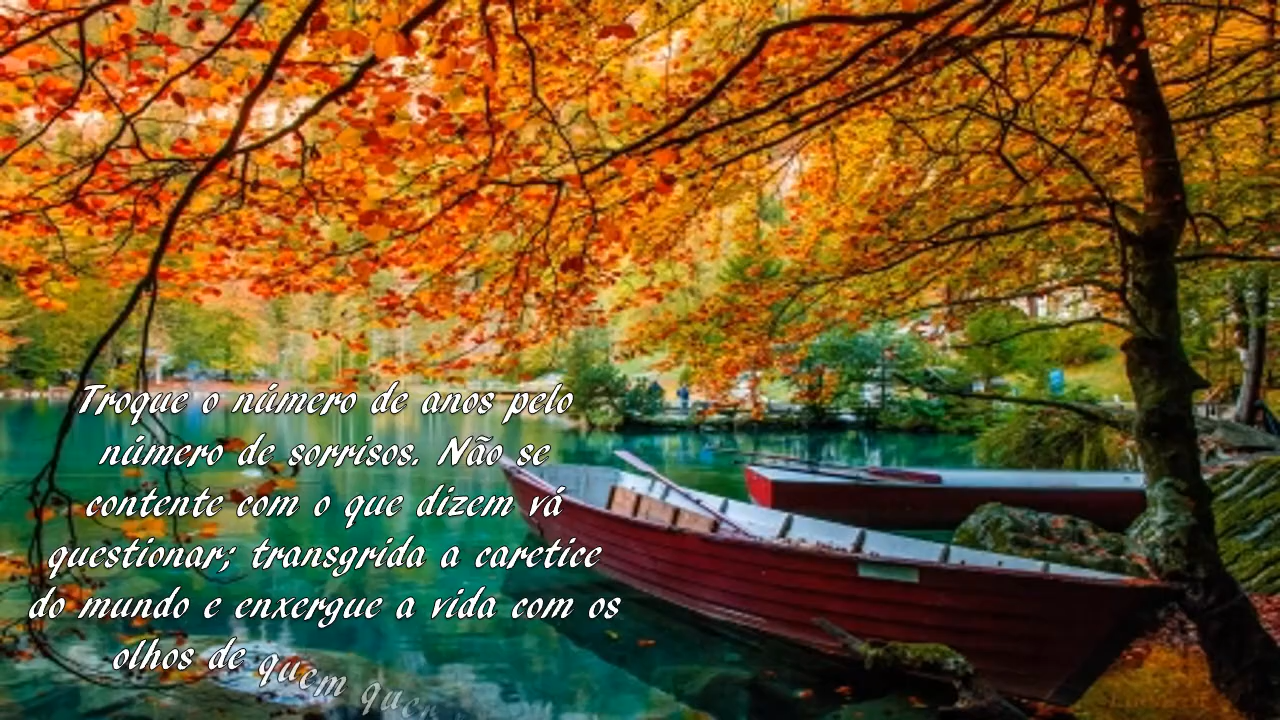 Troque o número de anos pelo
número de sorrisos. Não se
contente com o que dizem vá
questionar; transgrida a caretice
do mundo e enxergue a vida com os
olhos de quem